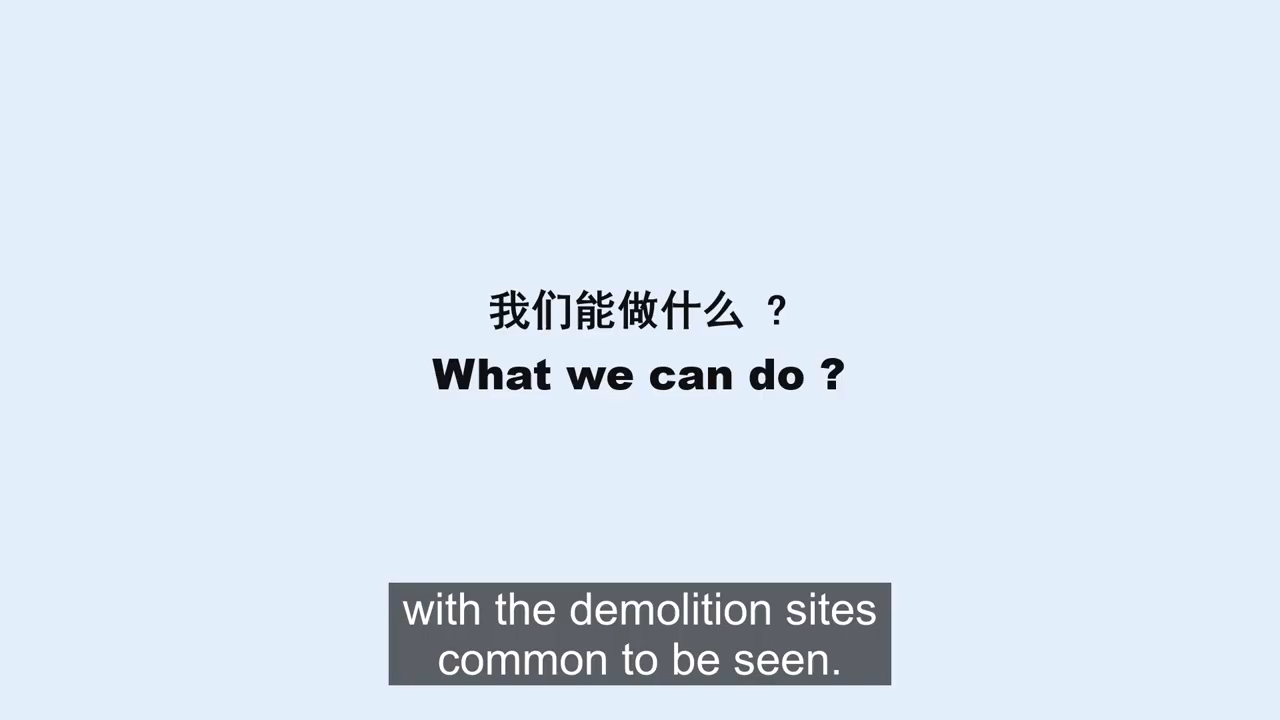 我们能做什么 ?
What we can do ?
with the demolition sites
common to be seen.